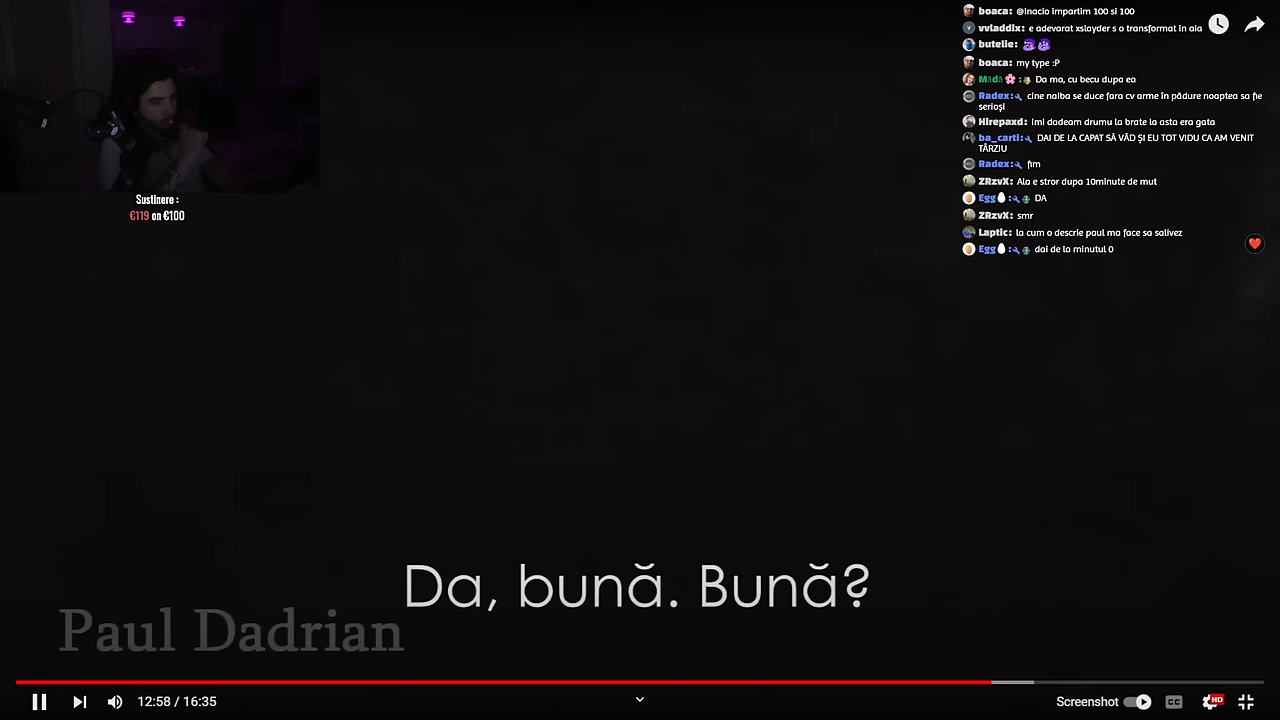 boaca: @Inacio impartim 100 si 100
vvladdix: e adevarat xslayder s o transformat in aia
butelie:
boaca: my type :P
Mădă🌸: Da ma, cu becu dupa ea
Radex: cine naiba se duce fara cv arme în pădure noaptea sa fie
serioși
Hirepaxd: Imi dadeam drumu la brate la asta era gata
ba_carti: DAI DE LA CAPAT SĂ VĂD ȘI EU TOT VIDU CA AM VENIT
TÂRZIU
Radex: fim
ZRzvX: Ala e stror dupa 10minute de mut
Egg🥚: DA
ZRzvX: smr
Laptic: la cum o descrie paul ma face sa salivez
Egg🥚: dai de la minutul 0
Sustinere :
€119 on €100
Da, bună. Bună?
Paul Dadrian
12:58 / 16:35
Screenshot
CC
HD